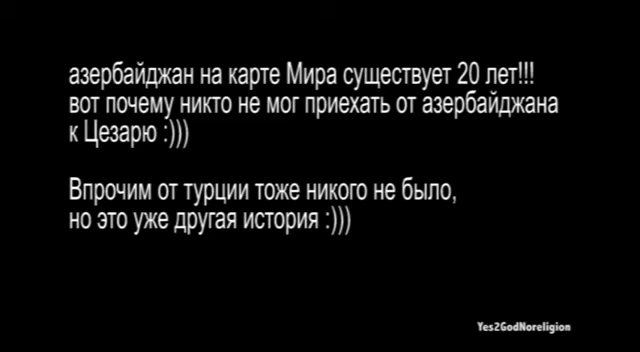 азербайджан на карте Мира существует 20 лет!!!
вот почему никто не мог приехать от азербайджана
к Цезарю :)))
Впрочим от турции тоже никого не было,
но это уже другая история :)))
Yes2GodNoreligion